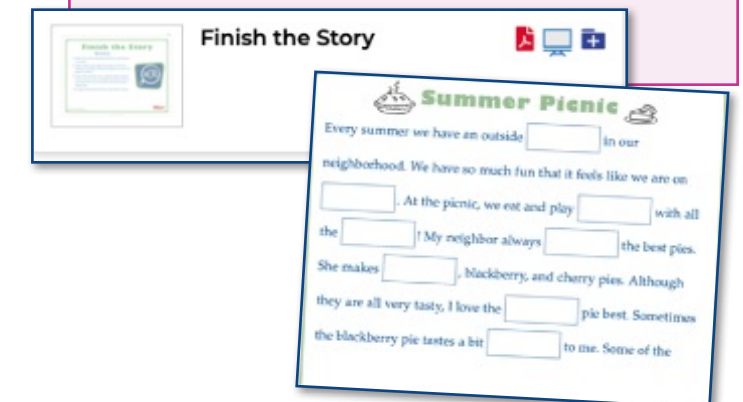 Finish the Story
Finish the Story
Summer Picnic
Every summer we have an outside in our
neighborhood. We have so much fun that it feels like we are on
. At the picnic, we eat and play with all
the ! My neighbor always the best pies.
She makes , blackberry, and cherry pies. Although
they are all very tasty, I love the pie best. Sometimes
the blackberry pie tastes a bit to me. Some of the